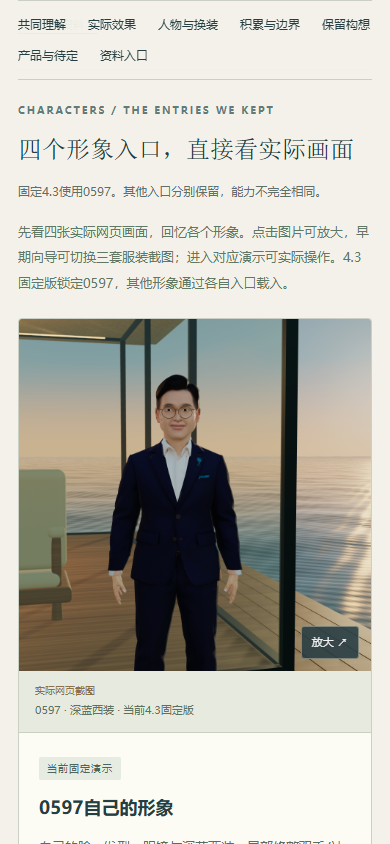 共同理解 实际效果 人物与换装 积累与边界 保留构想
产品与待定 资料入口
CHARACTERS / THE ENTRIES WE KEPT
四个形象入口，直接看实际画面
固定4.3使用0597。其他入口分别保留，能力不完全相同。
先看四张实际网页画面，回忆各个形象。点击图片可放大，早
期向导可切换三套服装截图；进入对应演示可实际操作。4.3
固定版锁定0597，其他形象通过各自入口载入。
放大 ↗
实际网页截图
0597 · 深蓝西装 · 当前4.3固定版
当前固定演示
0597自己的形象